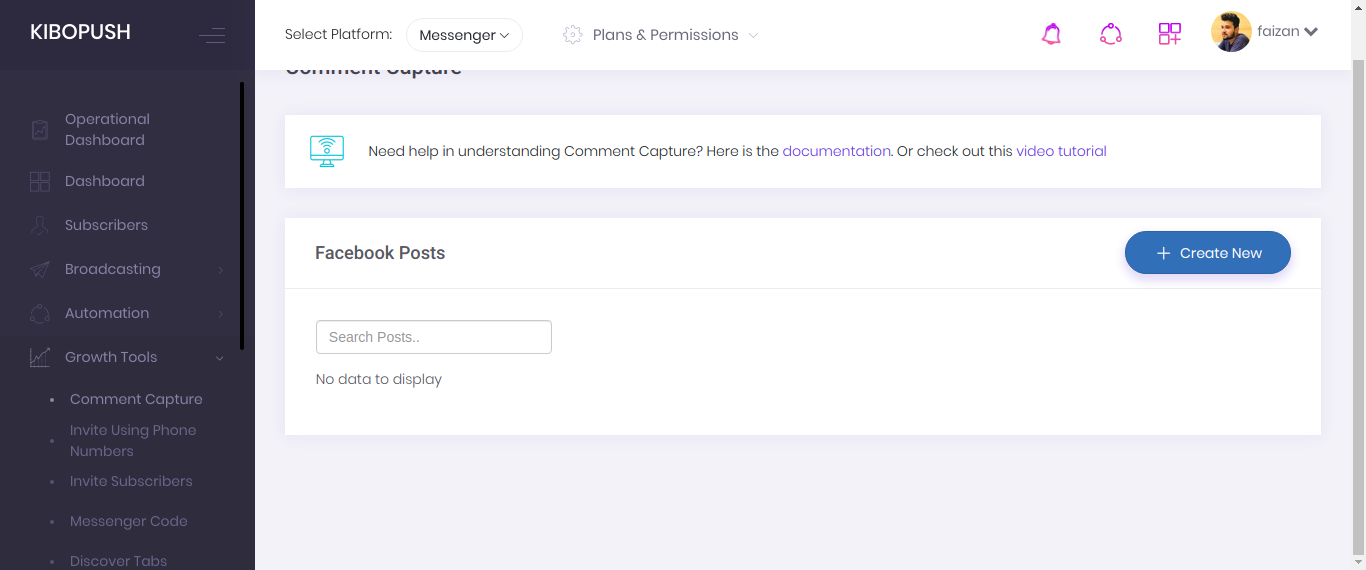 KIBOPUSH
Select Platform:
Messenger
Plans & Permissions
faizan
Operational
Dashboard
Dashboard
Subscribers
Broadcasting
Automation
Growth Tools
Comment Capture
Invite Using Phone
Numbers
Invite Subscribers
Messenger Code
Discover Tabs
Comment Capture
Need help in understanding Comment Capture? Here is the documentation. Or check out this video tutorial
Facebook Posts
Create New
Search Posts..
No data to display